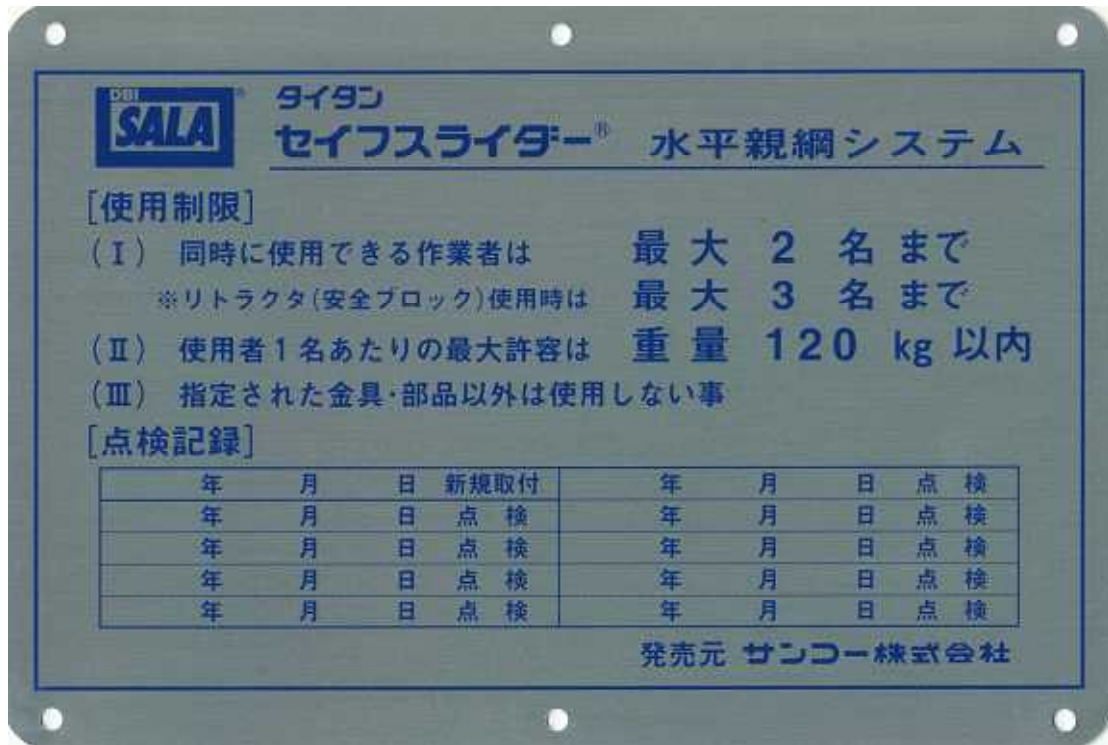 DBI
SALA®
タイタン
セイフスライダー® 水平親綱システム
[使用制限]
(Ⅰ) 同時に使用できる作業者は 最大 2 名まで
※リトラクタ(安全ブロック)使用時は 最大 3 名まで
(Ⅱ) 使用者1名あたりの最大許容は 重量 120 kg 以内
(Ⅲ) 指定された金具・部品以外は使用しない事
[点検記録]
年 月 日 新規取付 年 月 日 点 検
年 月 日 点 検 年 月 日 点 検
年 月 日 点 検 年 月 日 点 検
年 月 日 点 検 年 月 日 点 検
年 月 日 点 検 年 月 日 点 検
発売元 サンコー株式会社